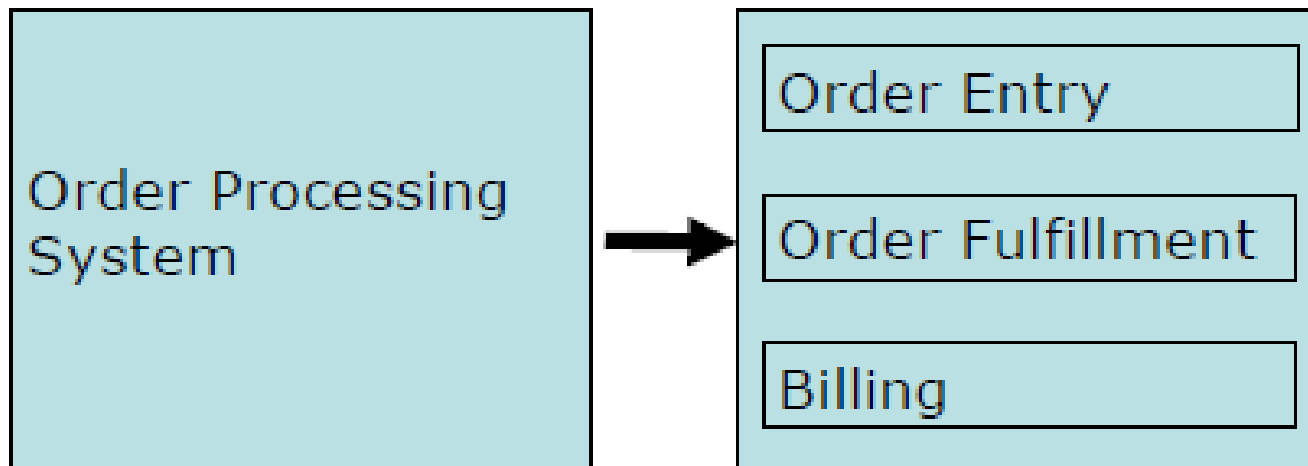 Order Processing
System
Order Entry
Order Fulfillment
Billing